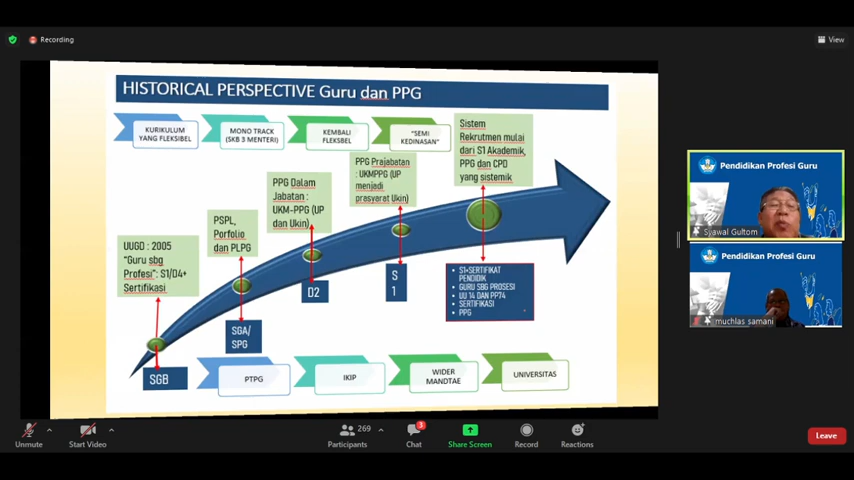 Recording
View
HISTORICAL PERSPECTIVE Guru dan PPG
KURIKULUM
YANG FLEKSIBEL
MONO TRACK
(SKB 3 MENTERI)
KEMBALI
FLEKSBEL
"SEMI
KEDINASAN"
Sistem
Rekrutmen mulai
dari S1 Akademik,
PPG dan CPD
yang sistemik
PPG Prajabatan
: UKMPPG (UP
menjadi
prasyarat Ukin)
PPG Dalam
Jabatan :
UKM-PPG (UP
dan Ukin)
PSPL,
Porfolio
dan PLPG
UUGD : 2005
"Guru sbg
Profesi": S1/D4+
Sertifikasi
SGB
SGA/
SPG
D2
S
1
• S1+SERTIFIKAT
PENDIDIK
• GURU SBG PROSESI
• UU 14 DAN PP74
• SERTIFIKASI
• PPG
PTPG
IKIP
WIDER
MANDTAE
UNIVERSITAS
Pendidikan Profesi Guru
Syawal Gultom
Pendidikan Profesi Guru
muchlas samani
Unmute
Start Video
269
Participants
3
Chat
Share Screen
Record
Reactions
Leave